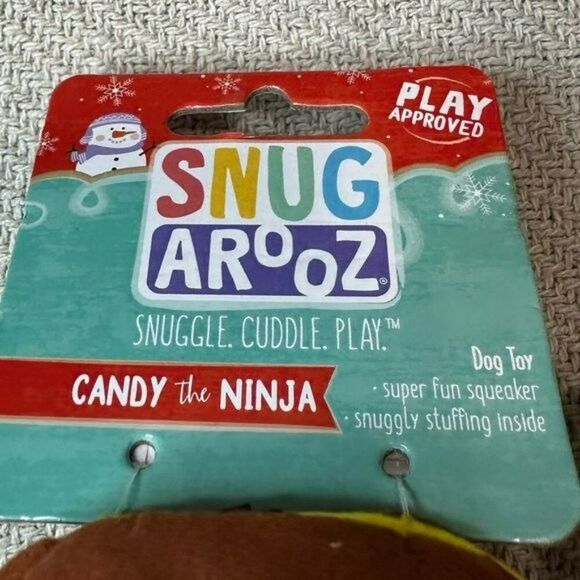 PLAY
APPROVED
SNUG
AROOZ®
SNUGGLE. CUDDLE. PLAY.™
CANDY the NINJA
Dog Toy
· super fun squeaker
· snuggly stuffing inside